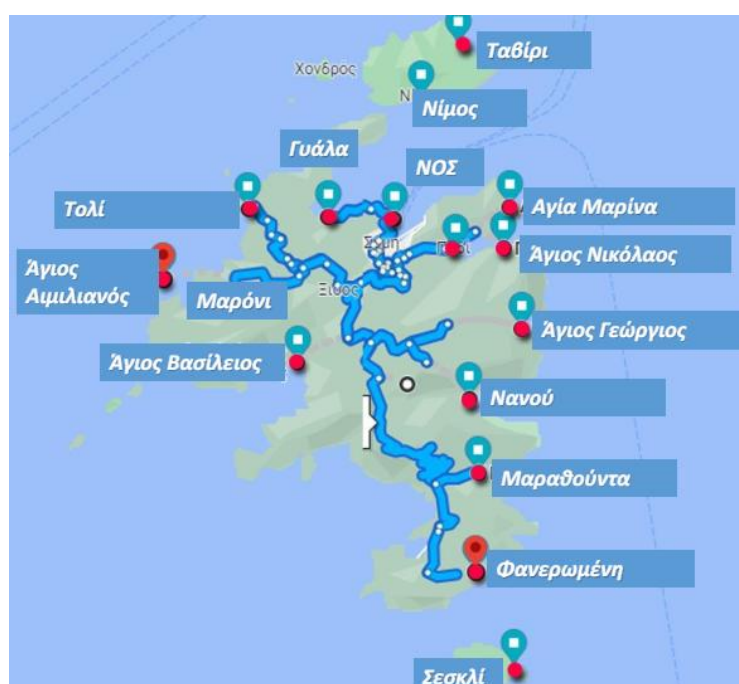 Ταβίρι
Χονδρος
Νίμος
Γυάλα
ΝΟΣ
Τολί
Αγία Μαρίνα
Σύμη
Άγιος Νικόλαος
Άγιος
Αιμιλιανός
Μαρόνι
Ξισος
Άγιος Γεώργιος
Άγιος Βασίλειος
Νανού
Μαραθούντα
Φανερωμένη
Σεσκλί